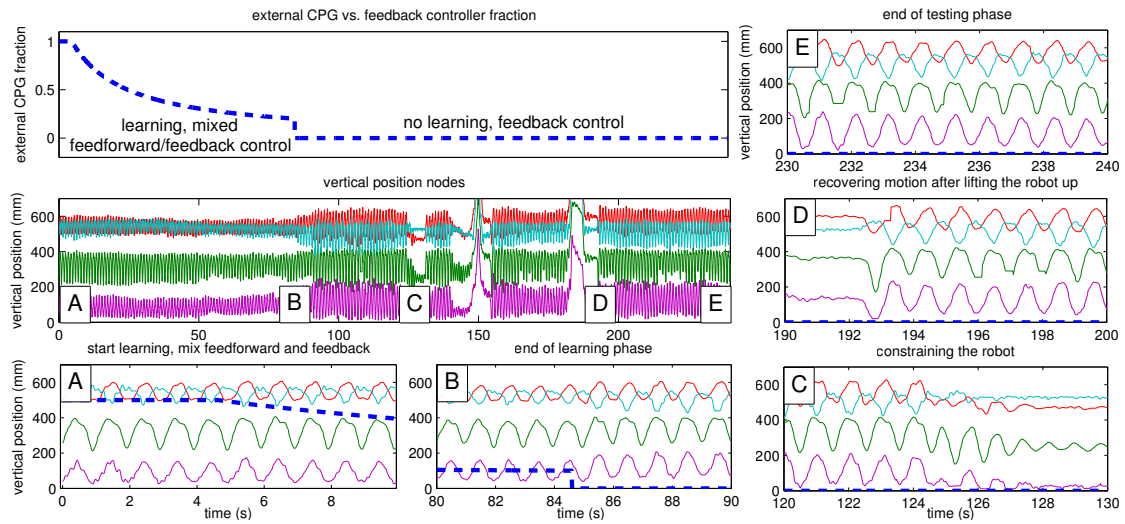 external CPG vs. feedback controller fraction
external CPG fraction
1
0.5
0
learning, mixed
feedforward/feedback control
no learning, feedback control
end of testing phase
vertical position (mm)
600
400
200
0
E
230 232 234 236 238 240
vertical position nodes
vertical position (mm)
600
400
200
0
A B C D E
0 50 100 150 200
recovering motion after lifting the robot up
vertical position (mm)
600
400
200
0
D
190 192 194 196 198 200
start learning, mix feedforward and feedback
vertical position (mm)
600
400
200
0
A
0 2 4 6 8
time (s)
end of learning phase
600
400
200
0
B
80 82 84 86 88 90
time (s)
constraining the robot
vertical position (mm)
600
400
200
0
C
120 122 124 126 128 130
time (s)